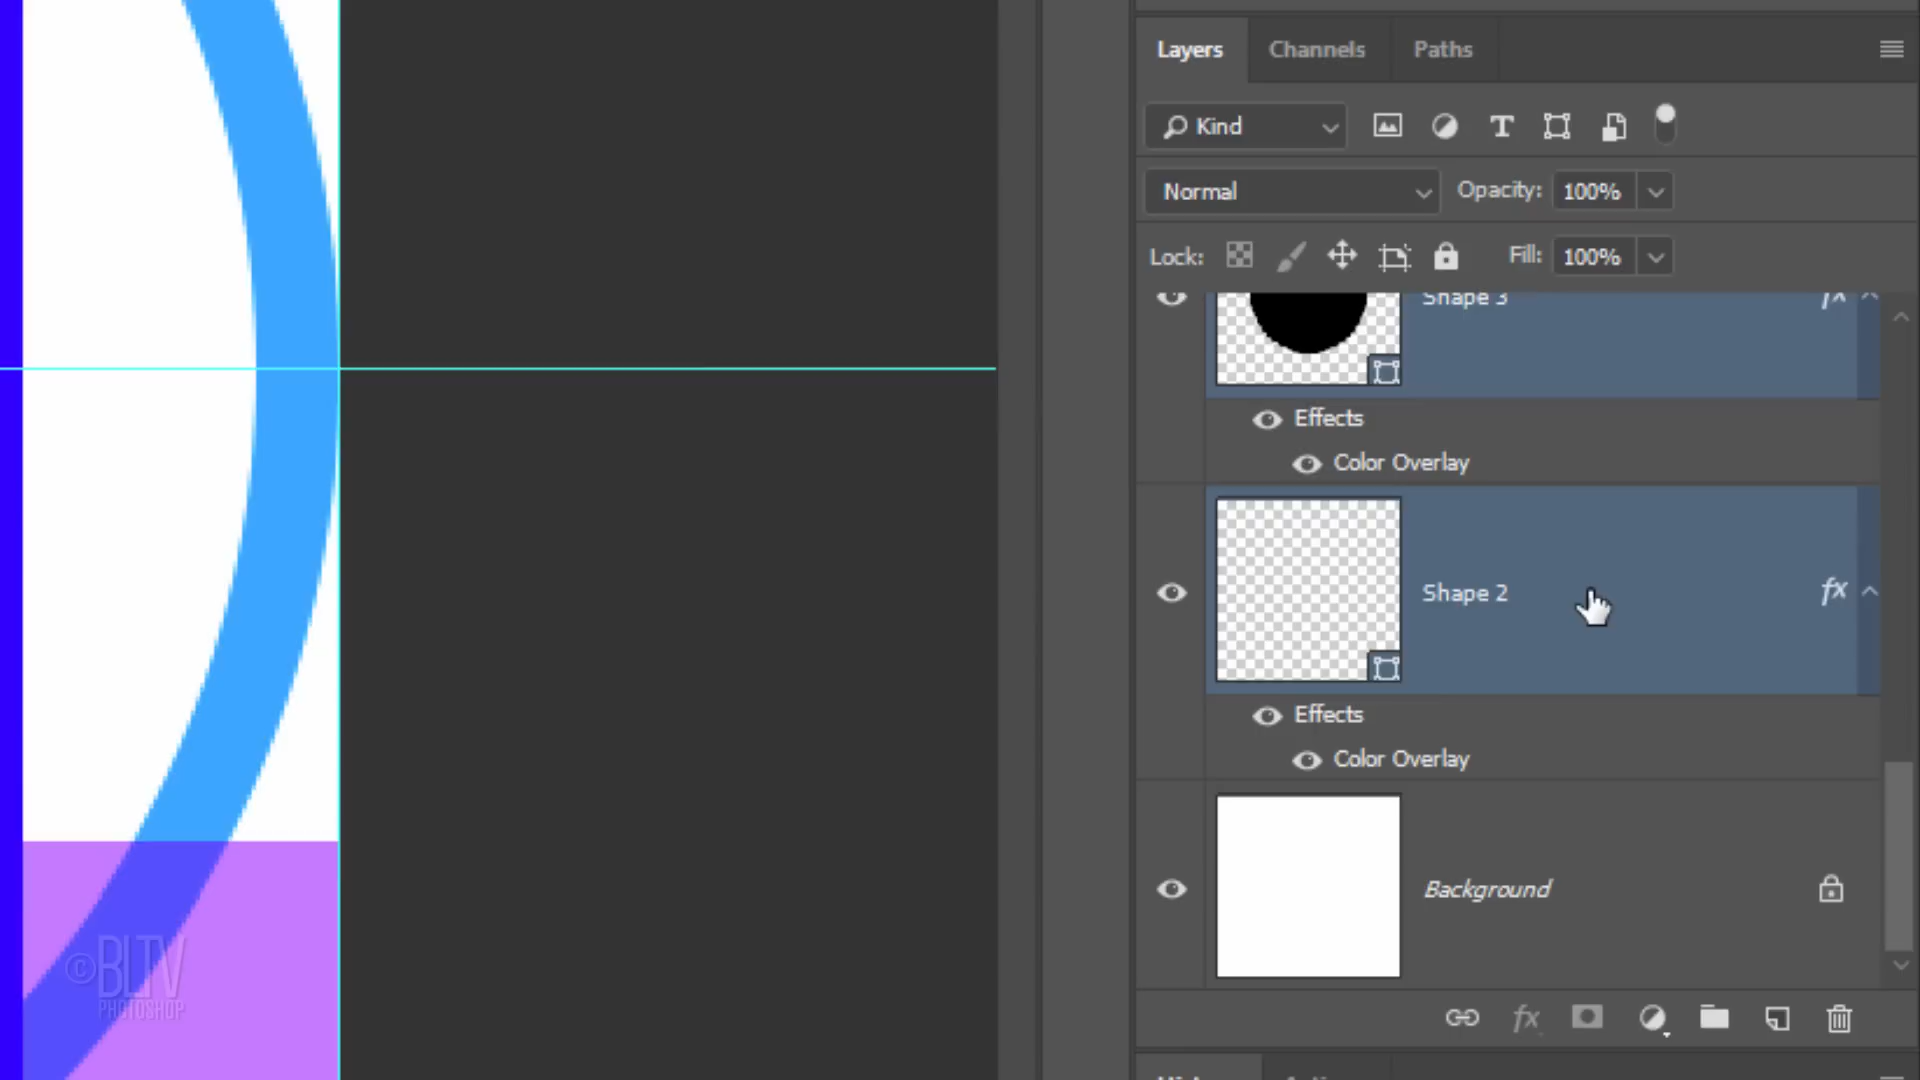 Layers Channels Paths
Kind
Normal Opacity: 100%
Lock: Fill: 100%
Shape 3 fx
Effects
Color Overlay
Shape 2 fx
Effects
Color Overlay
Background
©BLTV
PHOTOSHOP
fx